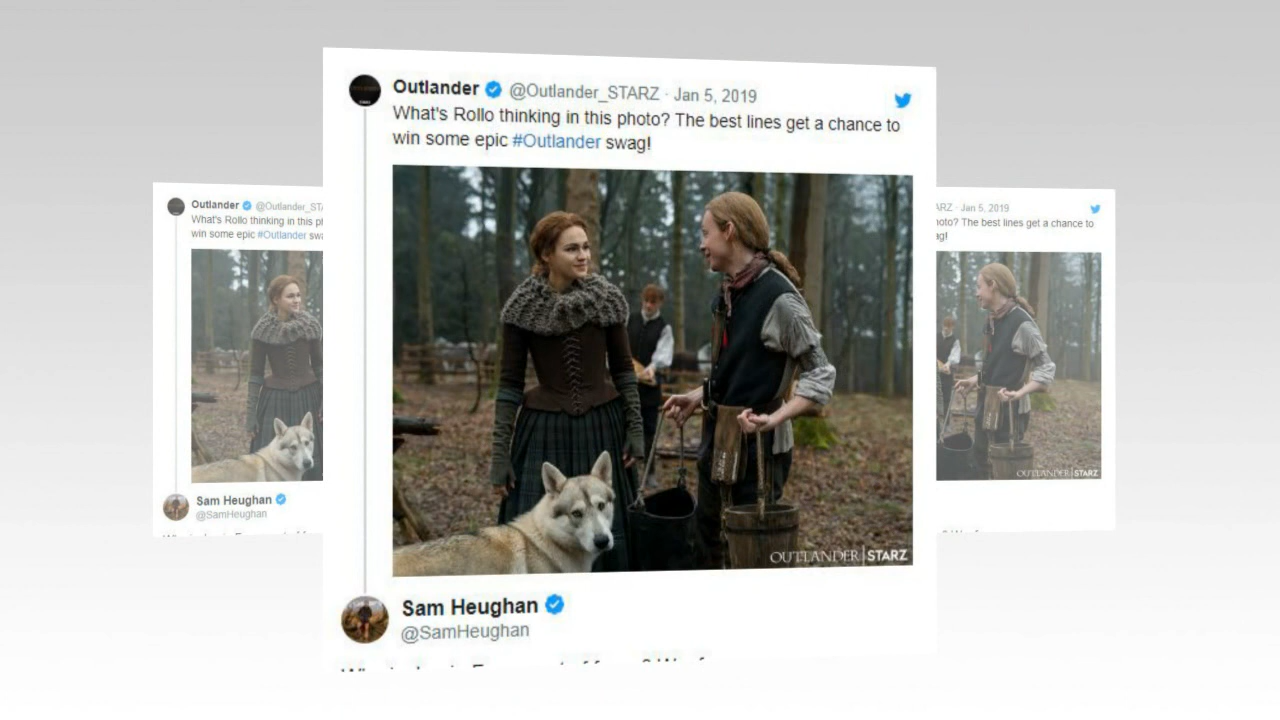 Outlander @Outlander_STARZ · Jan 5, 2019
What's Rollo thinking in this photo? The best lines get a chance to
win some epic #Outlander swag!
OUTLANDER|STARZ
Sam Heughan
@SamHeughan
Outlander @Outlander_ST
What's Rollo thinking in this
win some epic #Outlander
Sam Heughan
@SamHeughan
ARZ · Jan 5, 2019
The best lines get a chance to
OUTLANDER|STARZ